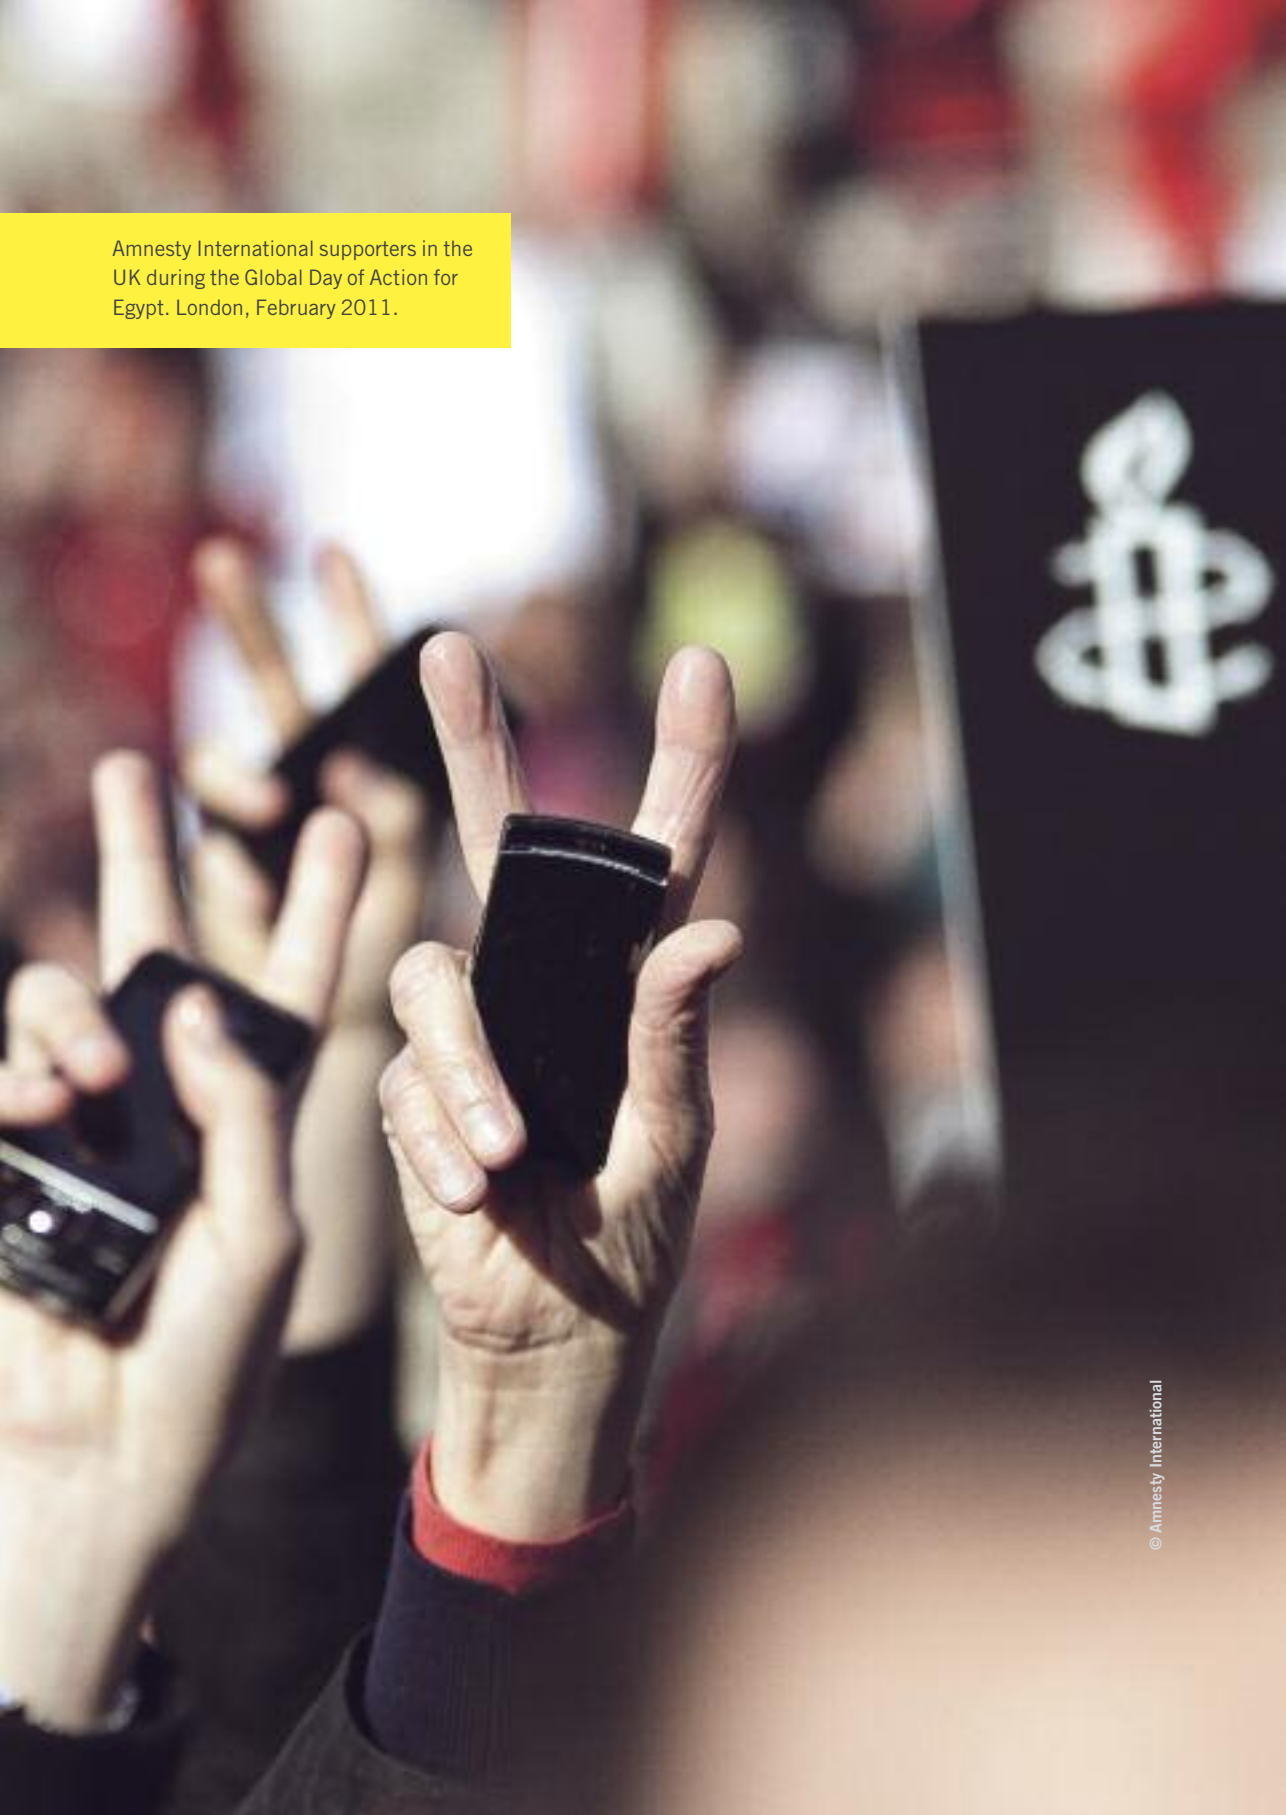 Amnesty International supporters in the
UK during the Global Day of Action for
Egypt. London, February 2011.
© Amnesty International